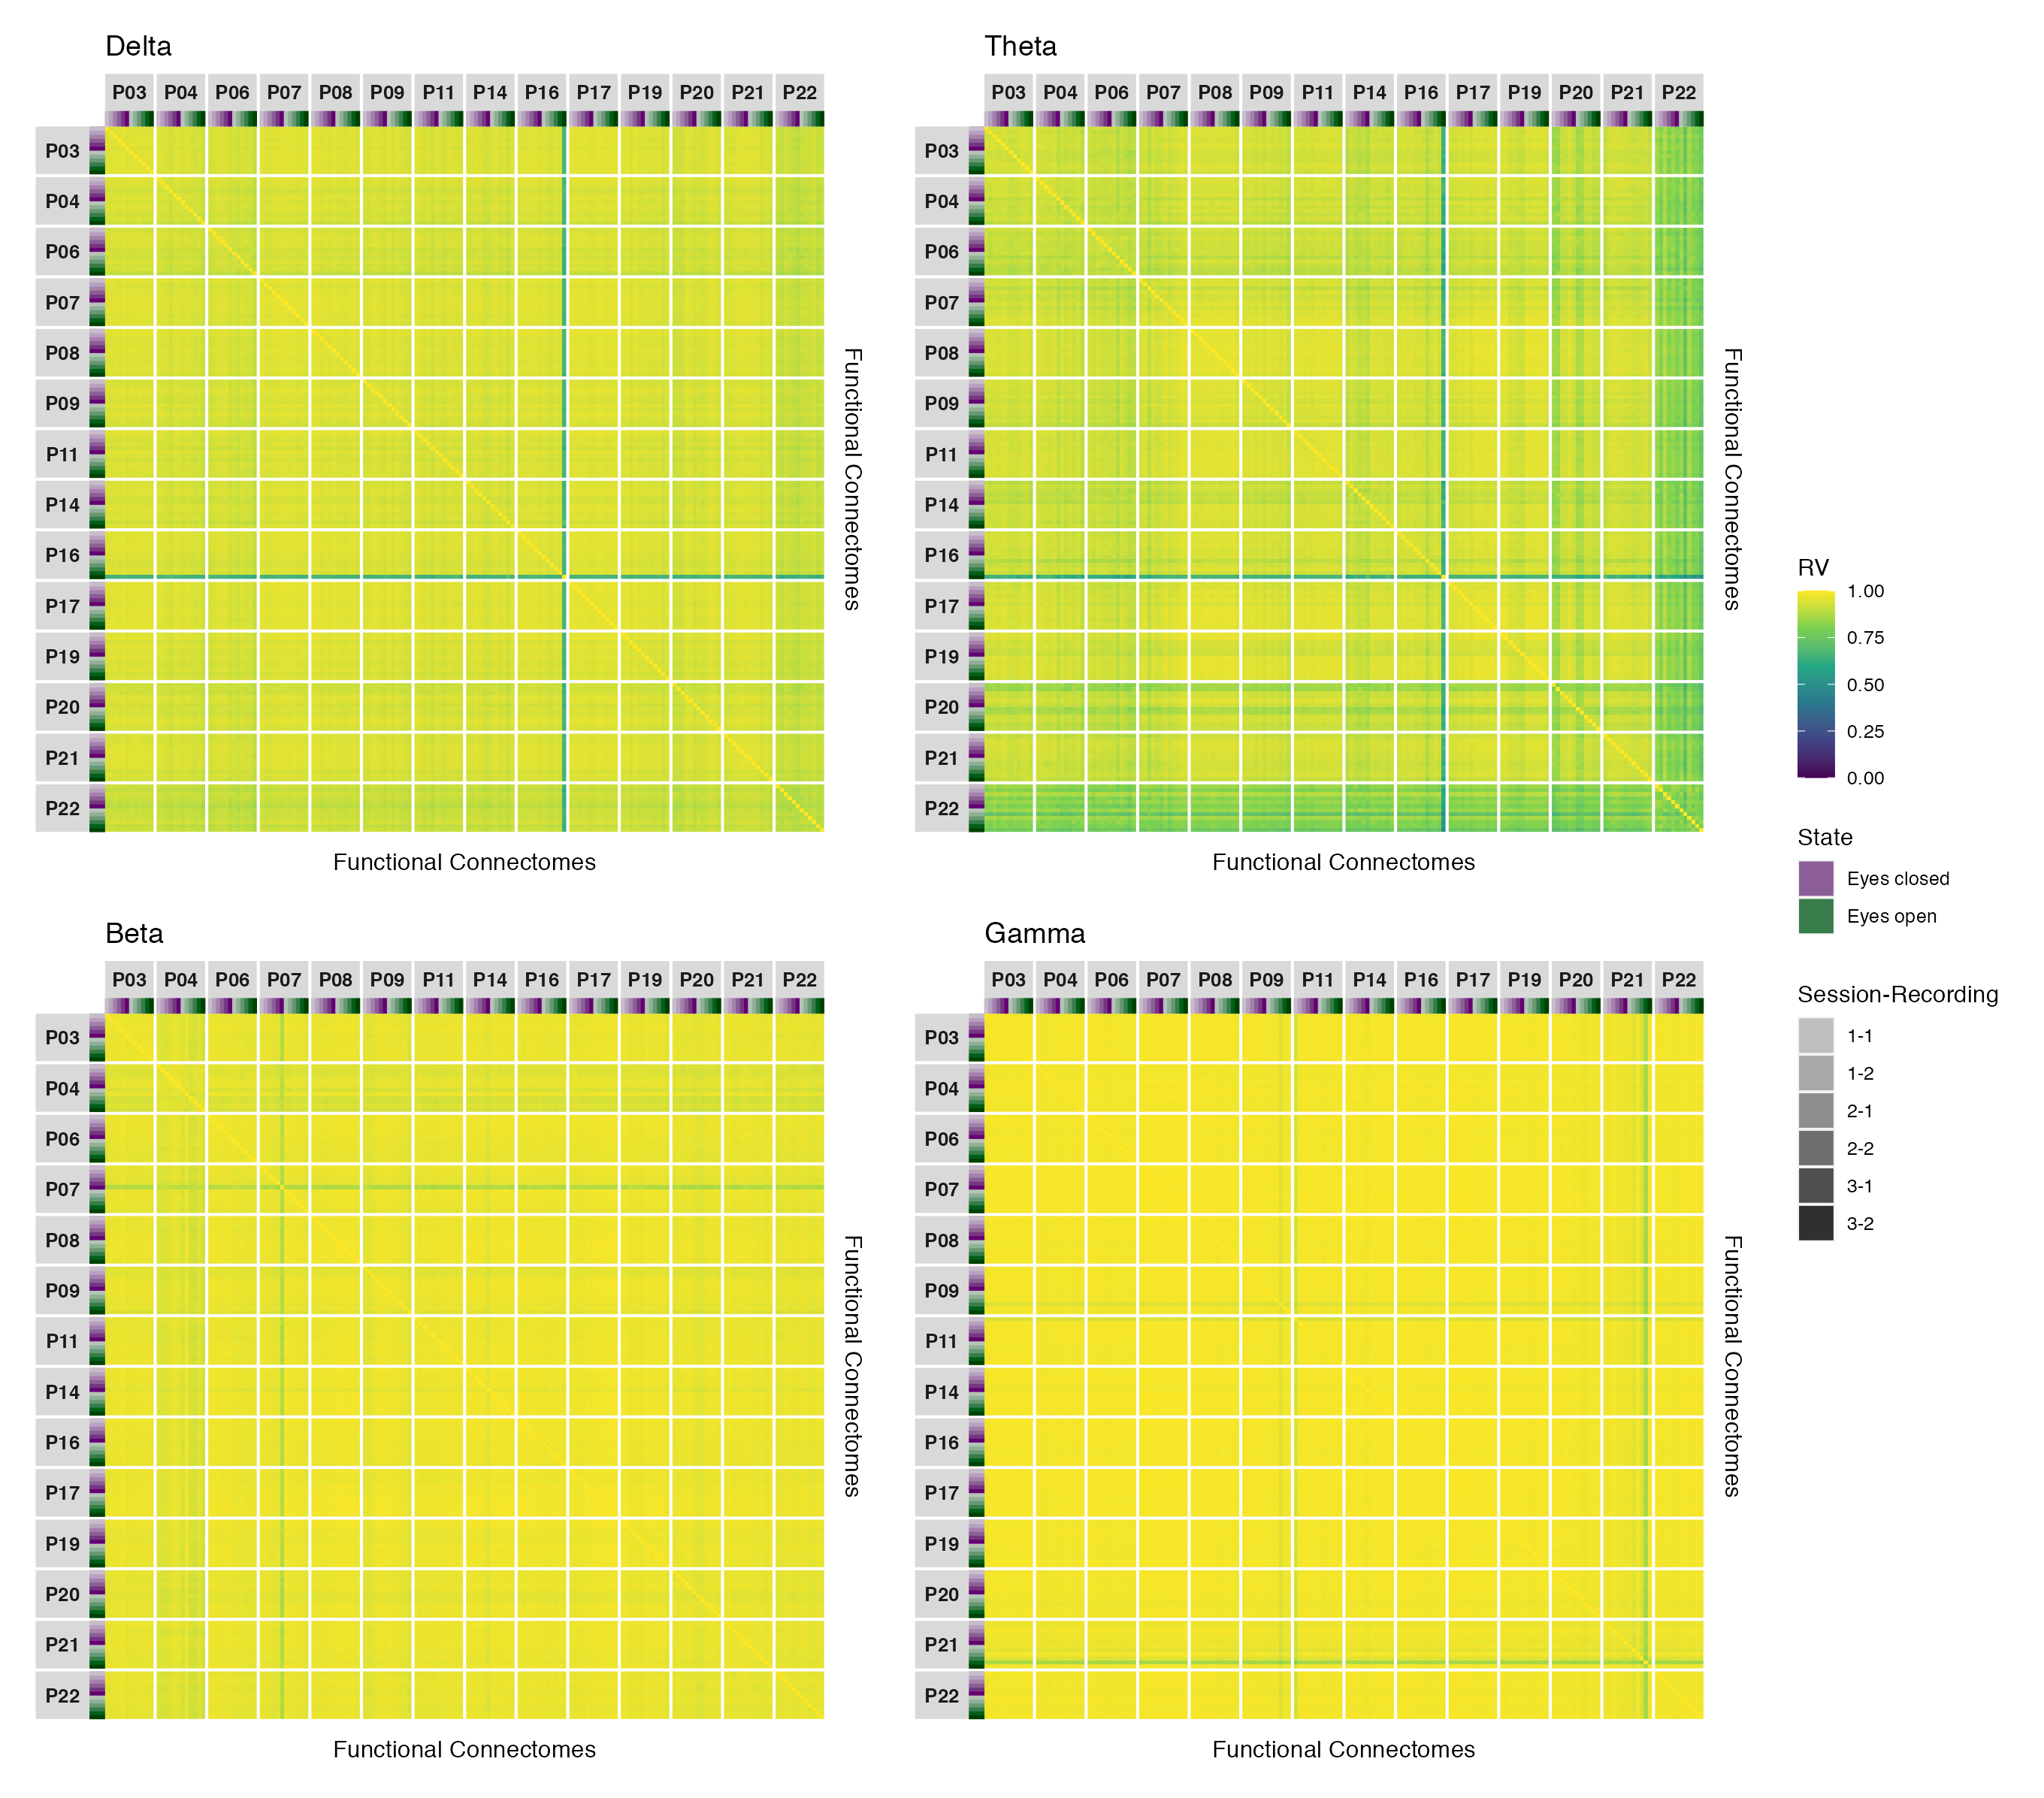 Delta
P03 P04 P06 P07 P08 P09 P11 P14 P16 P17 P19 P20 P21 P22
P03
P04
P06
P07
P08
P09
P11
P14
P16
P17
P19
P20
P21
P22
Functional Connectomes
Functional Connectomes
Theta
P03 P04 P06 P07 P08 P09 P11 P14 P16 P17 P19 P20 P21 P22
P03
P04
P06
P07
P08
P09
P11
P14
P16
P17
P19
P20
P21
P22
Functional Connectomes
Functional Connectomes
Beta
P03 P04 P06 P07 P08 P09 P11 P14 P16 P17 P19 P20 P21 P22
P03
P04
P06
P07
P08
P09
P11
P14
P16
P17
P19
P20
P21
P22
Functional Connectomes
Functional Connectomes
Gamma
P03 P04 P06 P07 P08 P09 P11 P14 P16 P17 P19 P20 P21 P22
P03
P04
P06
P07
P08
P09
P11
P14
P16
P17
P19
P20
P21
P22
Functional Connectomes
Functional Connectomes
RV
1.00
0.75
0.50
0.25
0.00
State
Eyes closed
Eyes open
Session-Recording
1-1
1-2
2-1
2-2
3-1
3-2